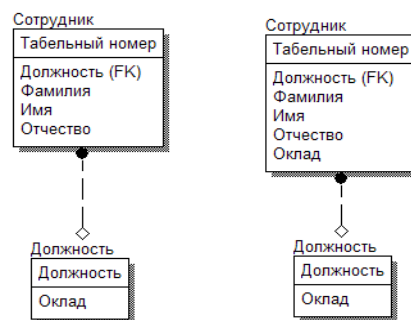 Сотрудник
Табельный номер
Должность (FK)
Фамилия
Имя
Отчество
Должность
Должность
Оклад
Сотрудник
Табельный номер
Должность (FK)
Фамилия
Имя
Отчество
Оклад
Должность
Должность
Оклад